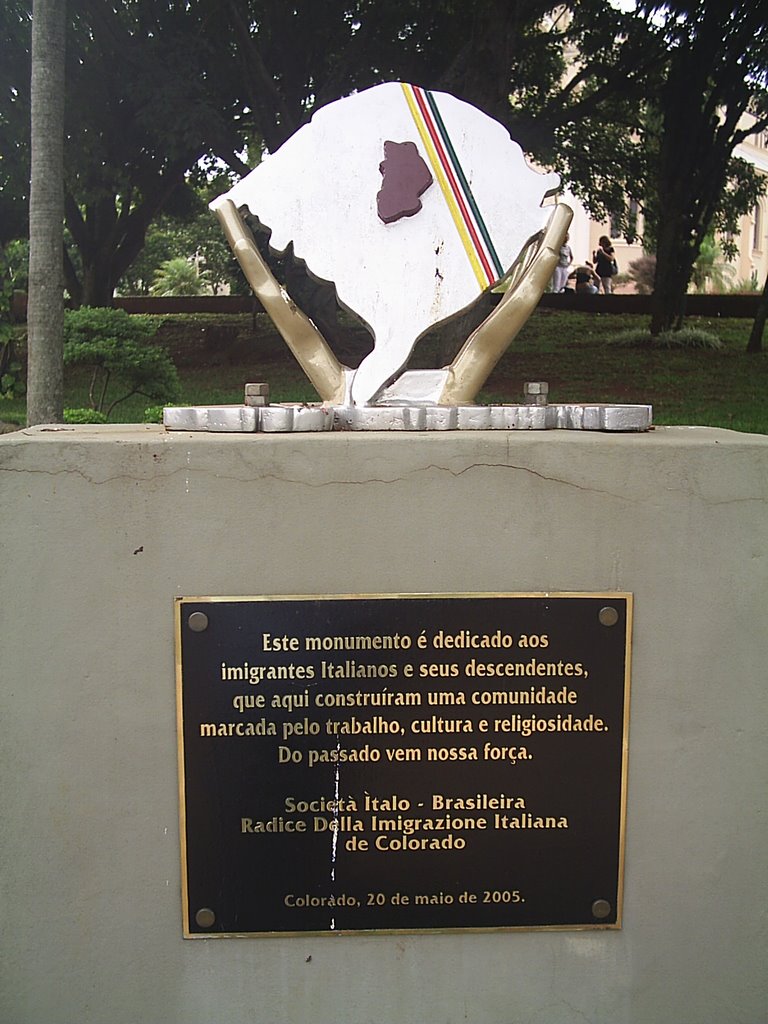 Este monumento é dedicado aos
imigrantes Italianos e seus descendentes,
que aqui construíram uma comunidade
marcada pelo trabalho, cultura e religiosidade.
Do passado vem nossa força.
Società Ìtalo - Brasileira
Radice Della Imigrazione Italiana
de Colorado
Colorado, 20 de maio de 2005.